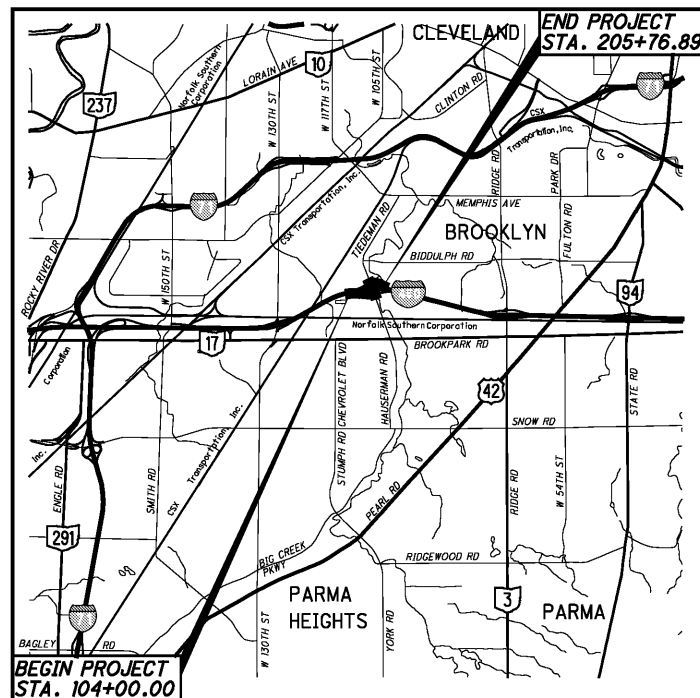 END PROJECT
STA. 205+76.89
CLEVELAND
10
LORAIN AVE
Norfolk Southern
Corporation
237
W 130TH ST
W 117TH ST
W 105TH ST
CLINTON RD
71
CSX
Transportation, Inc.
RIDGE RD
PARK DR
FULTON RD
71
CSX Transportation, Inc.
TIEDEMAN RD
MEMPHIS AVE
BROOKLYN
BIDDULPH RD
ROCKY RIVER DR
W 150TH ST
94
17
Norfolk Southern Corporation
BROOKPARK RD
Corporation
STUMPH RD
CHEVROLET BLVD
HAUSERMAN RD
42
STATE RD
CSX
Transportation, Inc.
SNOW RD
Inc.
ENGLE RD
SMITH RD
PEARL RD
RIDGE RD
W 54TH ST
291
BIG CREEK
PKWY
RIDGEWOOD RD
3
PARMA
HEIGHTS
PARMA
71
BAGLEY RD
W 130TH ST
YORK RD
BEGIN PROJECT
STA. 104+00.00